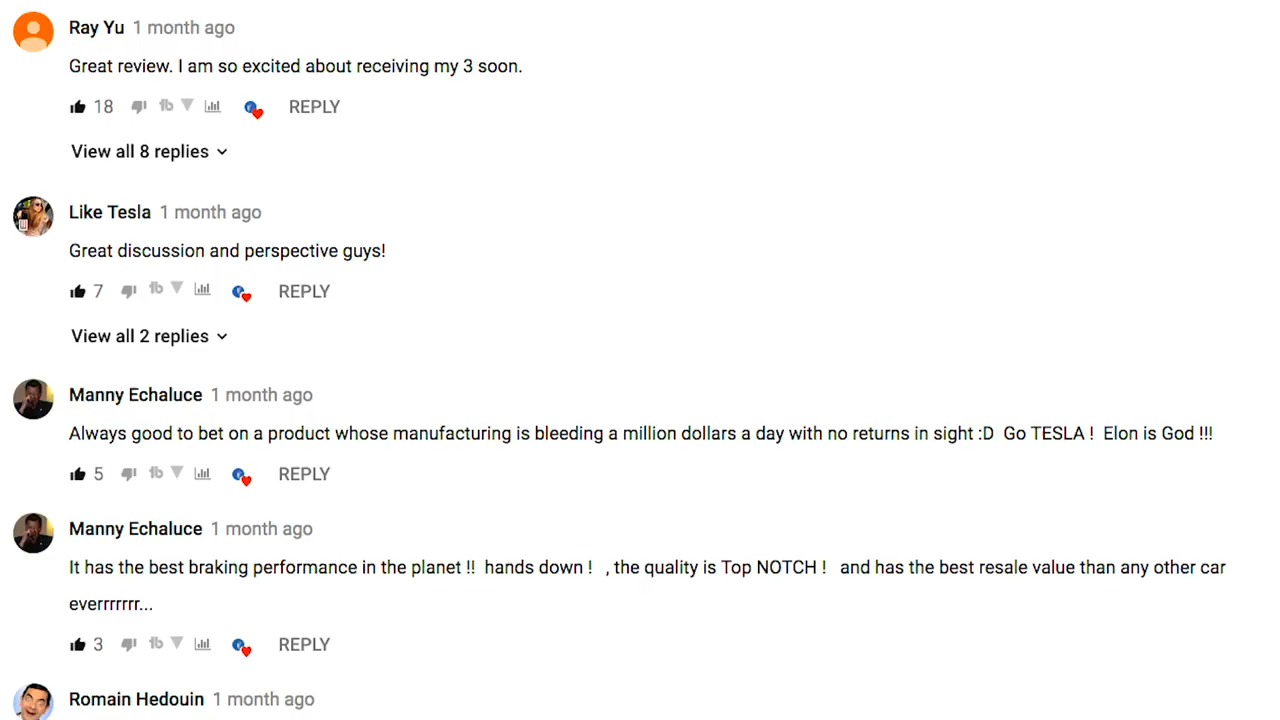 Ray Yu 1 month ago
Great review. I am so excited about receiving my 3 soon.
18 tb REPLY
View all 8 replies
Like Tesla 1 month ago
Great discussion and perspective guys!
7 tb REPLY
View all 2 replies
Manny Echaluce 1 month ago
Always good to bet on a product whose manufacturing is bleeding a million dollars a day with no returns in sight :D  Go TESLA !  Elon is God !!!
5 tb REPLY
Manny Echaluce 1 month ago
It has the best braking performance in the planet !!  hands down !   , the quality is Top NOTCH !   and has the best resale value than any other car
everrrrrrr...
3 tb REPLY
Romain Hedouin 1 month ago